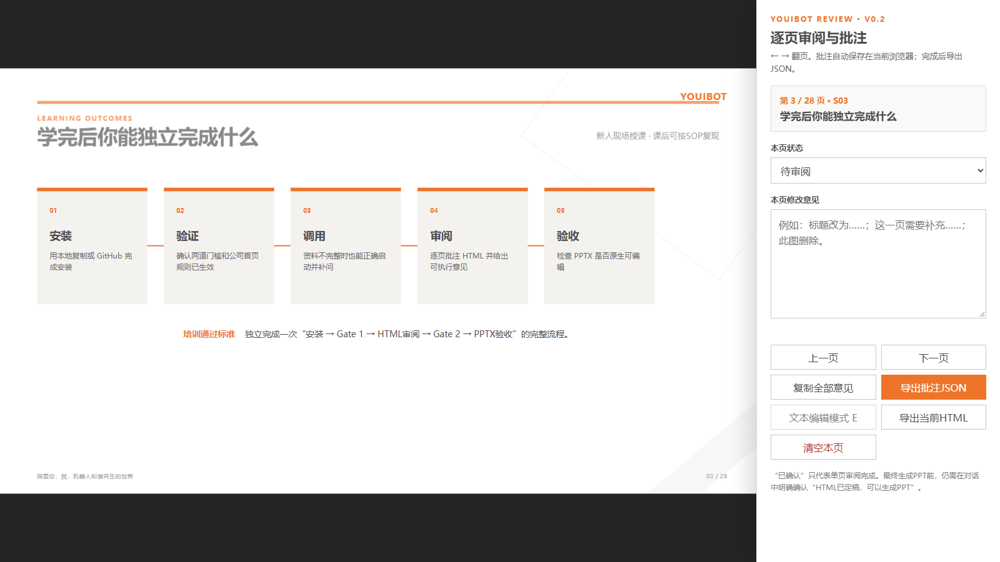 YOUIBOT
LEARNING OUTCOMES
学完后你能独立完成什么
新人现场授课 · 课后可按SOP复现
01
安装
用本地复制或 GitHub 完
成安装
02
验证
确认两道门槛和公司首页
规则已生效
03
调用
资料不完整时也能正确启
动并补问
04
审阅
逐页批注 HTML 并给出
可执行意见
05
验收
检查 PPTX 是否原生可编
辑
培训通过标准 独立完成一次“安装 → Gate 1 → HTML审阅 → Gate 2 → PPTX验收”的完整流程。
探索你、我、机器人和谐共生的世界
03 / 28
YOUIBOT REVIEW • V0.2
逐页审阅与批注
← → 翻页。批注自动保存在当前浏览器；完成后导出
JSON。
第 3 / 28 页 • S03
学完后你能独立完成什么
本页状态
待审阅
本页修改意见
例如：标题改为……；这一页需要补充……；
此图删除。
上一页
下一页
复制全部意见
导出批注JSON
文本编辑模式 E
导出当前HTML
清空本页
“已确认”只代表单页审阅完成。最终生成PPT前，仍需在对话
中明确确认“HTML已定稿，可以生成PPT”。